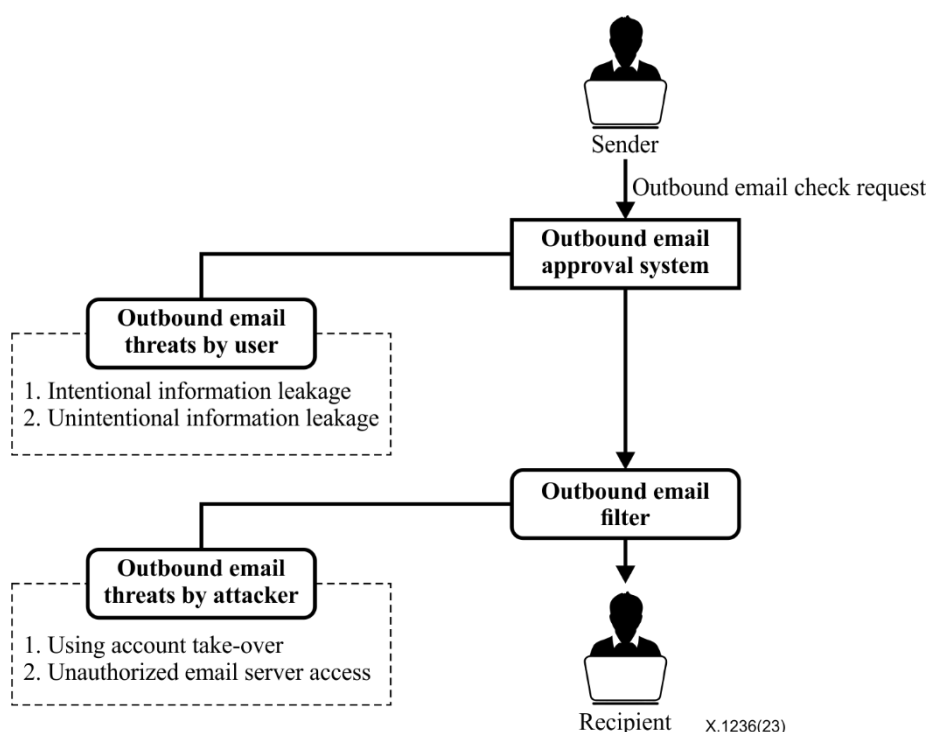 Sender
Outbound email check request
Outbound email
approval system
Outbound email
threats by user
1. Intentional information leakage
2. Unintentional information leakage
Outbound email
filter
Outbound email
threats by attacker
1. Using account take-over
2. Unauthorized email server access
Recipient
X.1236(23)